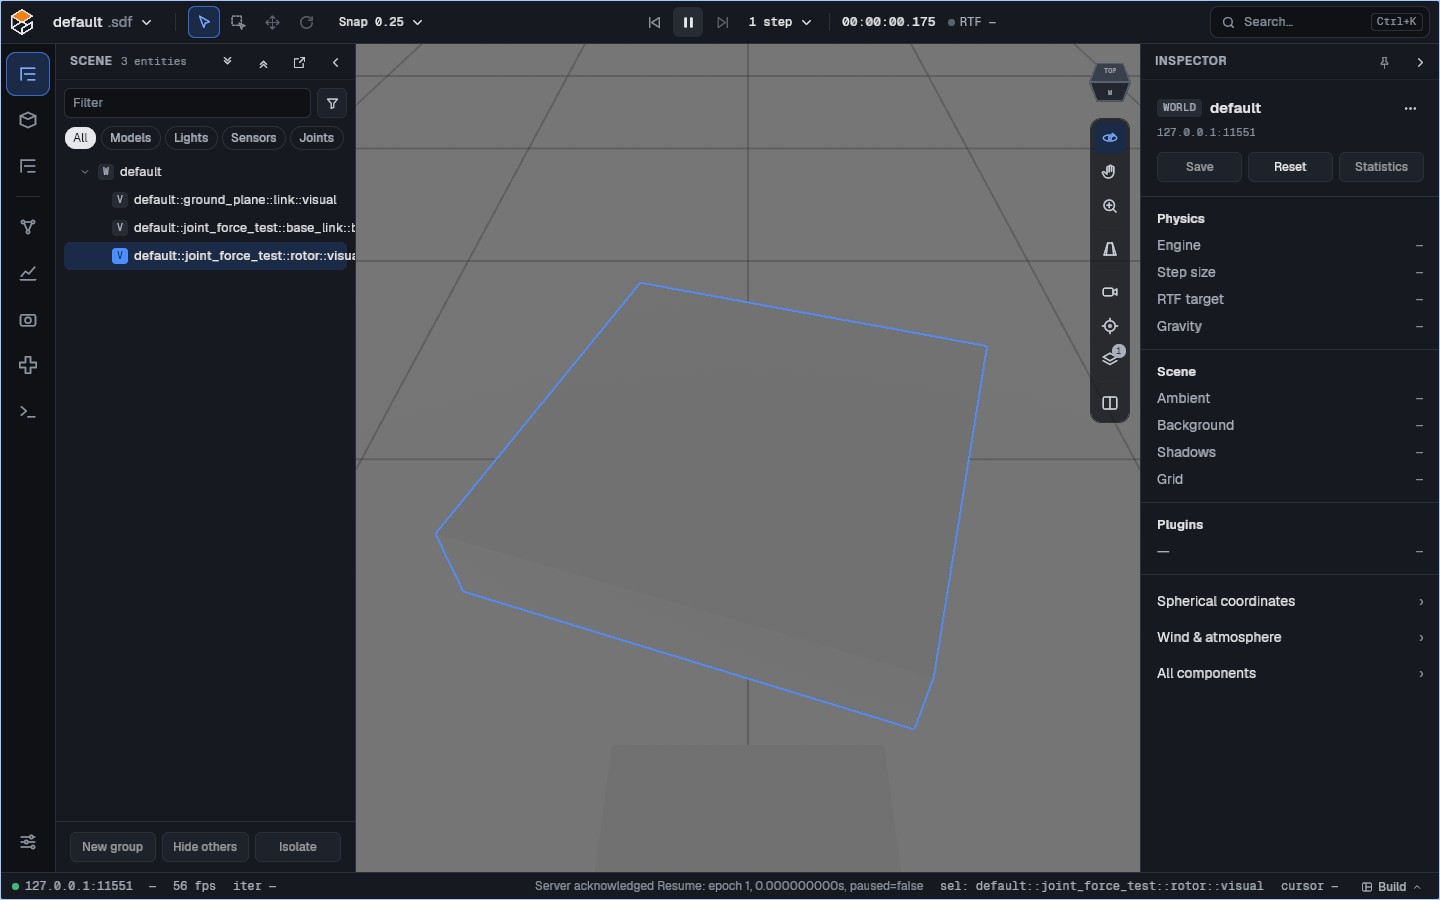 default .sdf
Snap 0.25
1 step
00:00:00.175
RTF –
Search...
Ctrl+K
SCENE 3 entities
Filter
All
Models
Lights
Sensors
Joints
W default
V default::ground_plane::link::visual
V default::joint_force_test::base_link::b
V default::joint_force_test::rotor::visua
New group
Hide others
Isolate
TOP
W
1
INSPECTOR
WORLD default
127.0.0.1:11551
Save
Reset
Statistics
Physics
Engine –
Step size –
RTF target –
Gravity –
Scene
Ambient –
Background –
Shadows –
Grid –
Plugins
— –
Spherical coordinates ›
Wind & atmosphere ›
All components ›
127.0.0.1:11551 – 56 fps iter –
Server acknowledged Resume: epoch 1, 0.000000000s, paused=false
sel: default::joint_force_test::rotor::visual
cursor –
Build